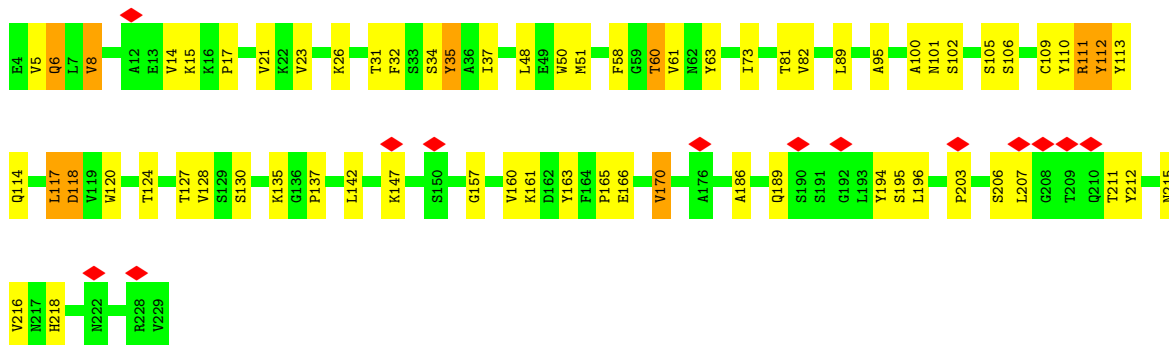 E4 V5 Q6 L7 V8 A12 E13 V14 K15 K16 P17 V21 K22 V23 K26 T31 F32 S33 S34 Y35 A36 I37 L48 E49 W50 M51 F58 G59 T60 V61 N62 Y63 I73 T81 V82 L89 A95 A100 N101 S102 S105 S106 C109 Y110 R111 Y112 Y113
Q114 L117 D118 V119 W120 T124 T127 V128 S129 S130 K135 G136 P137 L142 K147 S150 G157 V160 K161 D162 Y163 F164 P165 E166 V170 A176 A186 Q189 S190 S191 G192 L193 Y194 S195 L196 P203 S206 L207 G208 T209 Q210 T211 Y212 N215
V216 N217 H218 N222 R228 V229